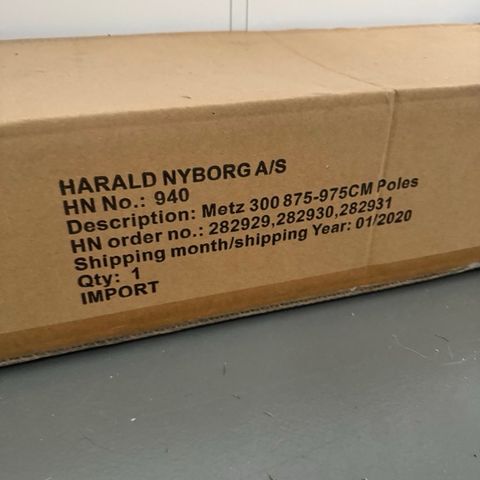 HARALD NYBORG A/S
HN No.: 940
Description: Metz 300 875-975CM Poles
HN order no.: 282929,282930,282931
Shipping month/shipping Year: 01/2020
Qty: 1
IMPORT